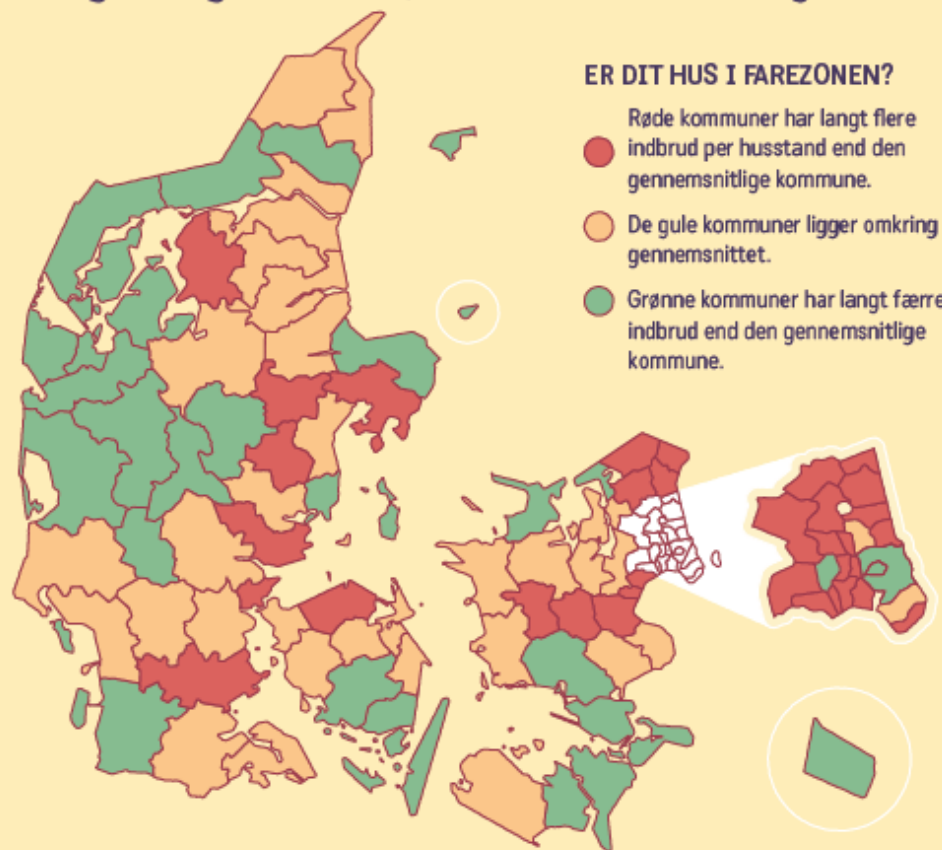 ER DIT HUS I FAREZONEN?
Røde kommuner har langt flere
indbrud per husstand end den
gennemsnitlige kommune.
De gule kommuner ligger omkring
gennemsnittet.
Grønne kommuner har langt færre
indbrud end den gennemsnitlige
kommune.